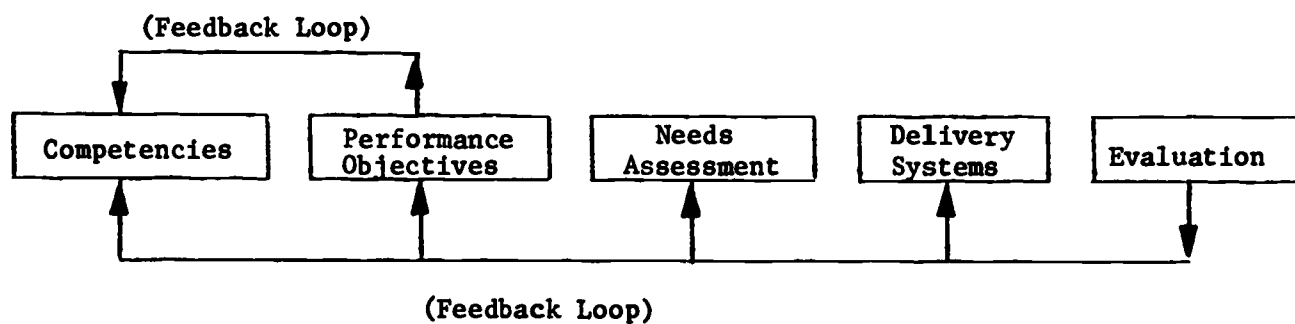 (Feedback Loop)
Competencies
Performance
Objectives
Needs
Assessment
Delivery
Systems
Evaluation
(Feedback Loop)